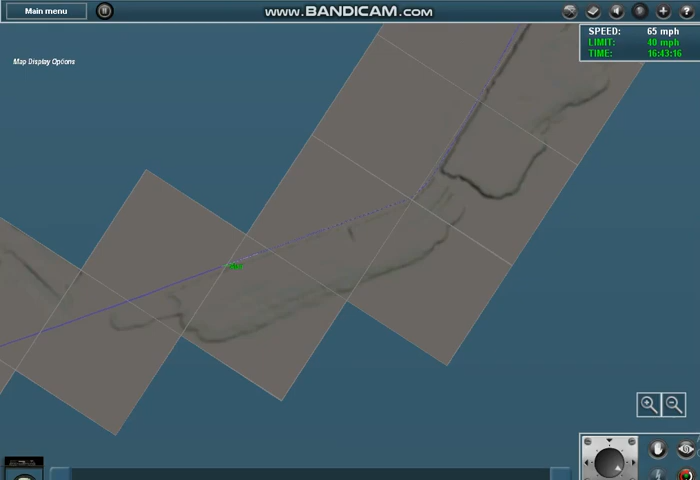 Main menu
www.BANDICAM.com
SPEED: 65 mph
LIMIT: 40 mph
TIME: 16:43:16
Map Display Options